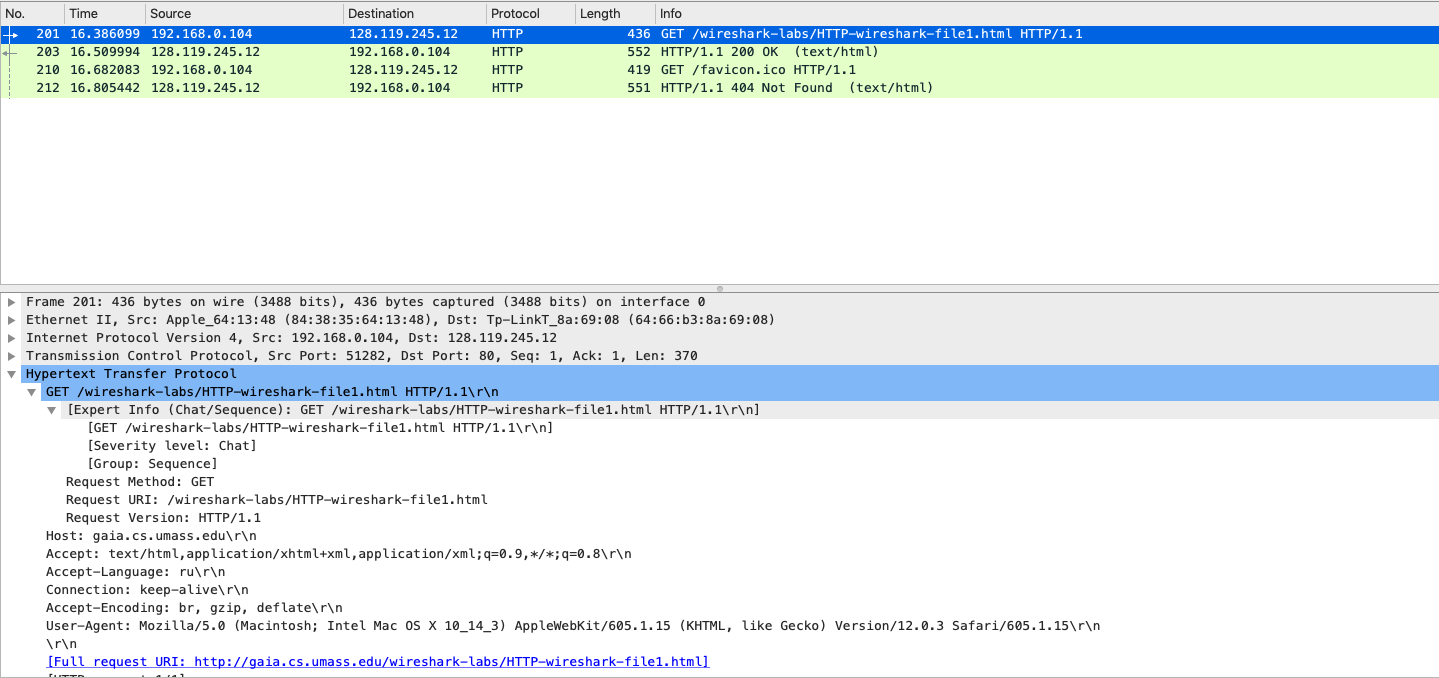 No. Time Source Destination Protocol Length Info
201 16.386099 192.168.0.104 128.119.245.12 HTTP 436 GET /wireshark-labs/HTTP-wireshark-file1.html HTTP/1.1
203 16.509994 128.119.245.12 192.168.0.104 HTTP 552 HTTP/1.1 200 OK  (text/html)
210 16.682083 192.168.0.104 128.119.245.12 HTTP 419 GET /favicon.ico HTTP/1.1
212 16.805442 128.119.245.12 192.168.0.104 HTTP 551 HTTP/1.1 404 Not Found  (text/html)
Frame 201: 436 bytes on wire (3488 bits), 436 bytes captured (3488 bits) on interface 0
Ethernet II, Src: Apple_64:13:48 (84:38:35:64:13:48), Dst: Tp-LinkT_8a:69:08 (64:66:b3:8a:69:08)
Internet Protocol Version 4, Src: 192.168.0.104, Dst: 128.119.245.12
Transmission Control Protocol, Src Port: 51282, Dst Port: 80, Seq: 1, Ack: 1, Len: 370
Hypertext Transfer Protocol
GET /wireshark-labs/HTTP-wireshark-file1.html HTTP/1.1\r\n
[Expert Info (Chat/Sequence): GET /wireshark-labs/HTTP-wireshark-file1.html HTTP/1.1\r\n]
[GET /wireshark-labs/HTTP-wireshark-file1.html HTTP/1.1\r\n]
[Severity level: Chat]
[Group: Sequence]
Request Method: GET
Request URI: /wireshark-labs/HTTP-wireshark-file1.html
Request Version: HTTP/1.1
Host: gaia.cs.umass.edu\r\n
Accept: text/html,application/xhtml+xml,application/xml;q=0.9,*/*;q=0.8\r\n
Accept-Language: ru\r\n
Connection: keep-alive\r\n
Accept-Encoding: br, gzip, deflate\r\n
User-Agent: Mozilla/5.0 (Macintosh; Intel Mac OS X 10_14_3) AppleWebKit/605.1.15 (KHTML, like Gecko) Version/12.0.3 Safari/605.1.15\r\n
\r\n
[Full request URI: http://gaia.cs.umass.edu/wireshark-labs/HTTP-wireshark-file1.html]